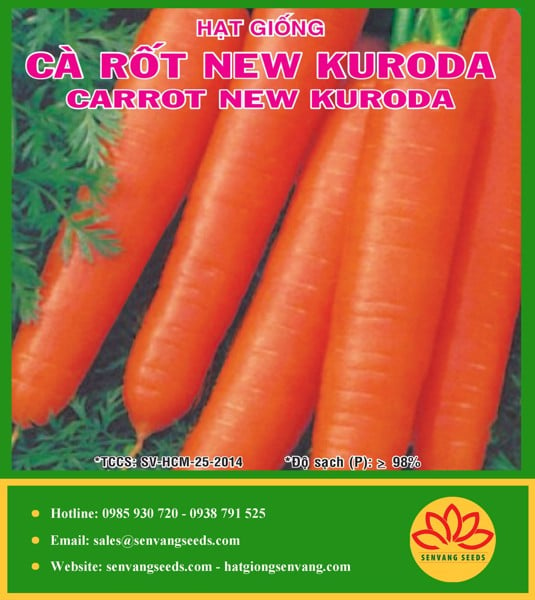 HẠT GIỐNG
CÀ RỐT NEW KURODA
CARROT NEW KURODA
*TCCS: SV-HCM-25-2014 *Độ sạch (P): ≥ 98%
Hotline: 0985 930 720 - 0938 791 525
Email: sales@senvangseeds.com
Website: senvangseeds.com - hatgiongsenvang.com
SENVANG SEEDS